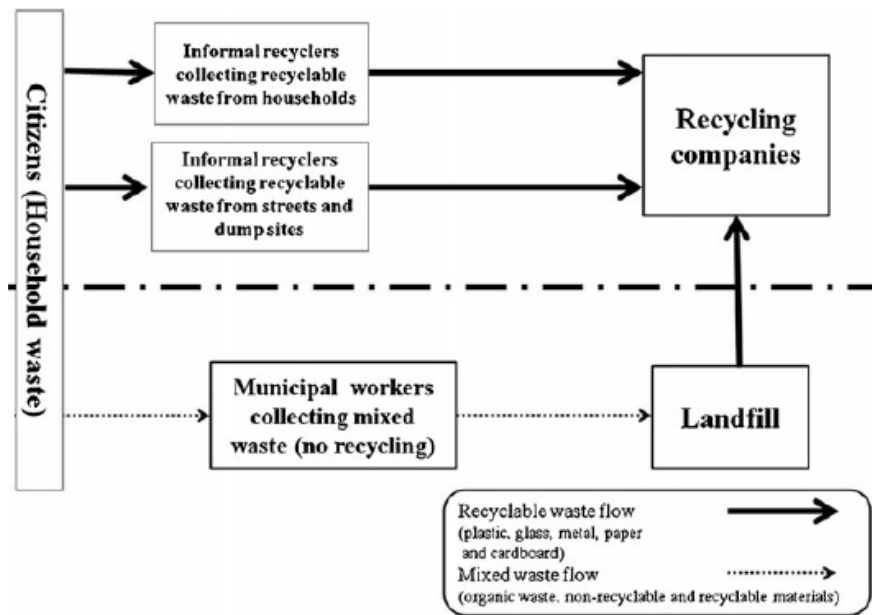 Citizens (Household waste)
Informal recyclers
collecting recyclable
waste from households
Informal recyclers
collecting recyclable
waste from streets and
dump sites
Recycling
companies
Municipal workers
collecting mixed
waste (no recycling)
Landfill
Recyclable waste flow
(plastic, glass, metal, paper
and cardboard)
Mixed waste flow
(organic waste, non-recyclable and recyclable materials)